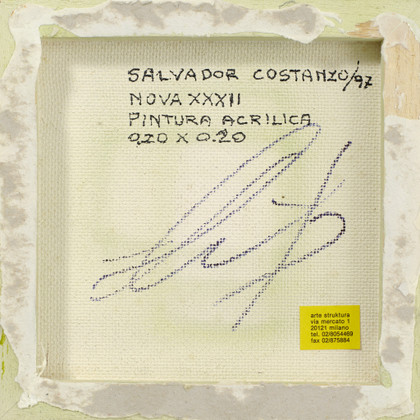 SALVADOR COSTANZO/97
NOVA XXXII
PINTURA ACRILICA
0.20 X 0.20
arte struktura
via mercato 1
20121 milano
tel. 02/8054469
fax 02/875884